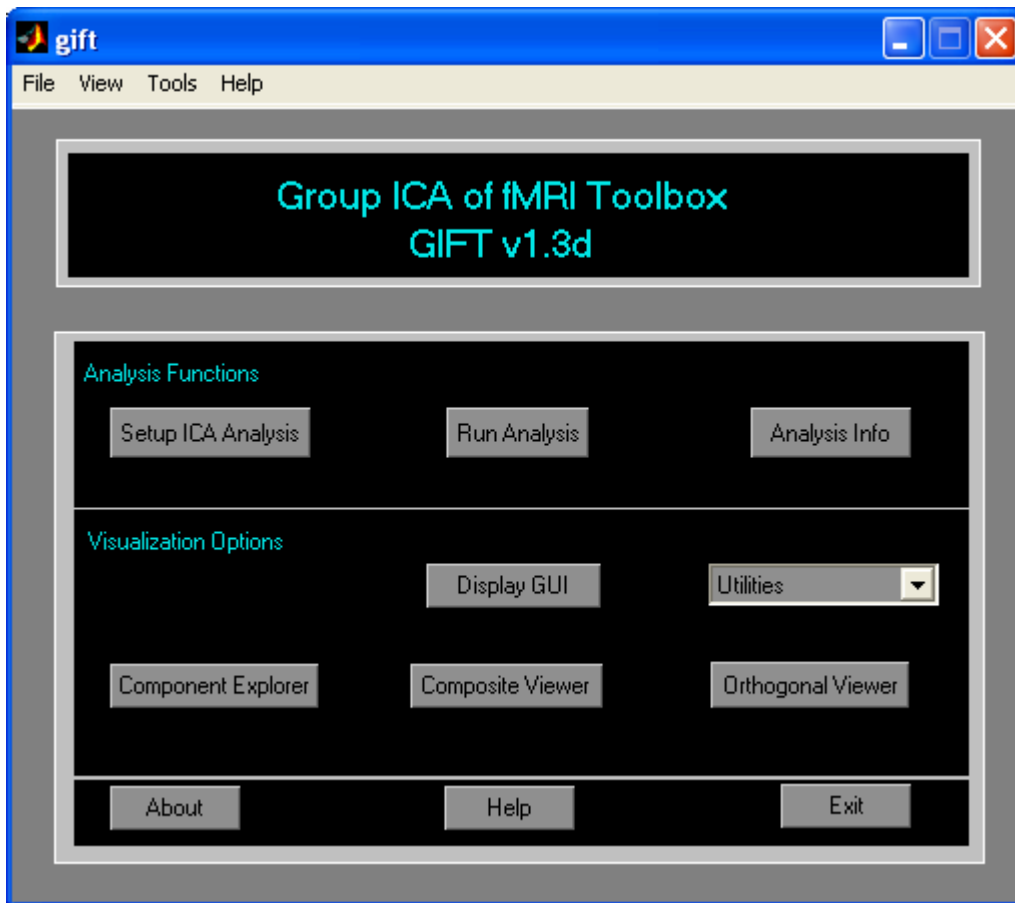 gift
File View Tools Help
Group ICA of fMRI Toolbox
GIFT v1.3d
Analysis Functions
Setup ICA Analysis Run Analysis Analysis Info
Visualization Options
Display GUI Utilities
Component Explorer Composite Viewer Orthogonal Viewer
About Help Exit